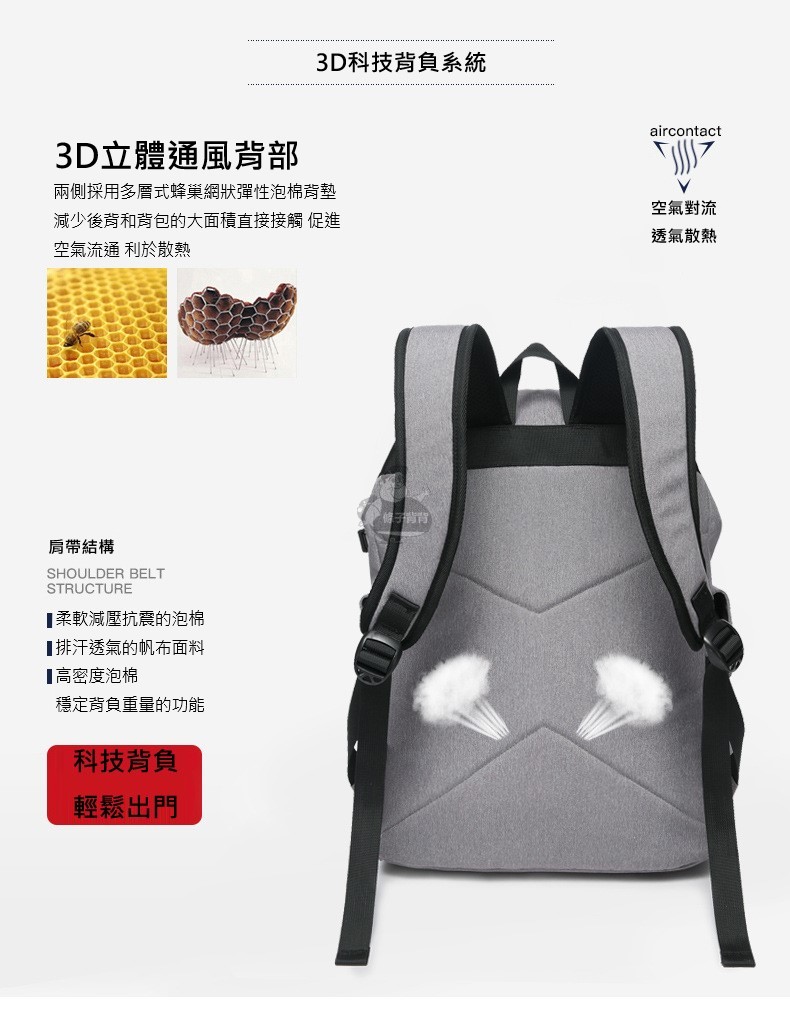 3D科技背負系統
3D立體通風背部
兩側採用多層式蜂巢網狀彈性泡棉背墊
減少後背和背包的大面積直接接觸 促進
空氣流通 利於散熱
aircontact
空氣對流
透氣散熱
肩帶結構
SHOULDER BELT
STRUCTURE
柔軟減壓抗震的泡棉
排汗透氣的帆布面料
高密度泡棉
穩定背負重量的功能
科技背負
輕鬆出門